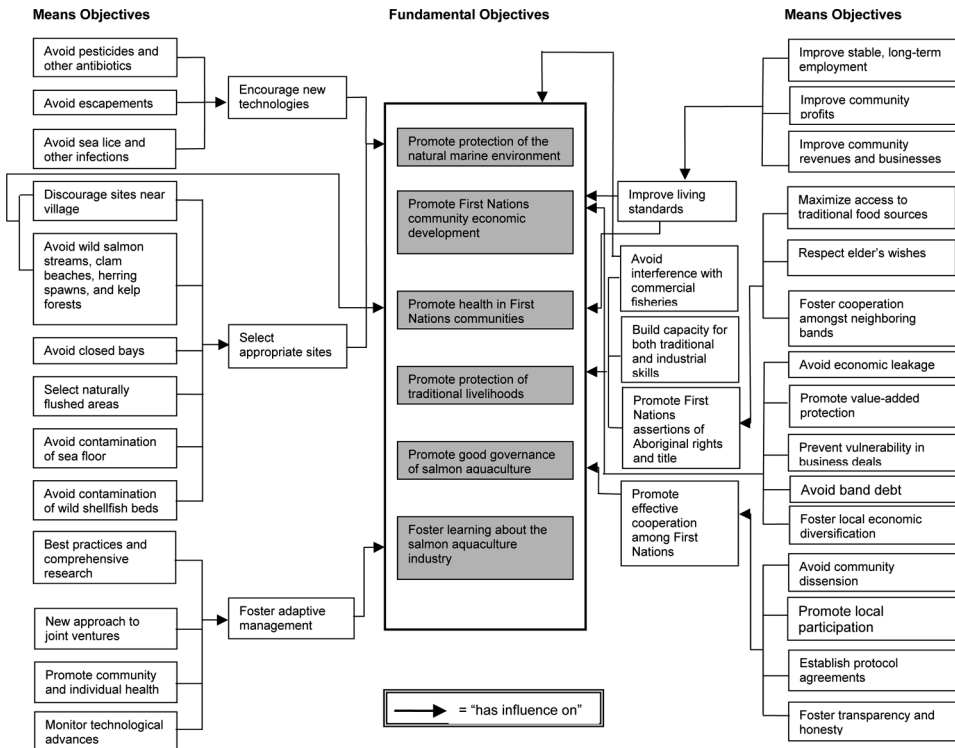 Means Objectives
Fundamental Objectives
Means Objectives
Avoid pesticides and
other antibiotics
Avoid escapements
Avoid sea lice and
other infections
Discourage sites near
village
Avoid wild salmon
streams, clam
beaches, herring
spawns, and kelp
forests
Avoid closed bays
Select naturally
flushed areas
Avoid contamination
of sea floor
Avoid contamination
of wild shellfish beds
Best practices and
comprehensive
research
New approach to
joint ventures
Promote community
and individual health
Monitor technological
advances
Encourage new
technologies
Select
appropriate sites
Foster adaptive
management
Promote protection of the
natural marine environment
Promote First Nations
community economic
development
Promote health in First
Nations communities
Promote protection of
traditional livelihoods
Promote good governance
of salmon aquaculture
Foster learning about the
salmon aquaculture
industry
= “has influence on”
Improve living
standards
Avoid
interference with
commercial
fisheries
Build capacity for
both traditional
and industrial
skills
Promote First
Nations
assertions of
Aboriginal rights
and title
Promote
effective
cooperation
among First
Nations
Improve stable, long-term
employment
Improve community
profits
Improve community
revenues and businesses
Maximize access to
traditional food sources
Respect elder’s wishes
Foster cooperation
amongst neighboring
bands
Avoid economic leakage
Promote value-added
protection
Prevent vulnerability in
business deals
Avoid band debt
Foster local economic
diversification
Avoid community
dissension
Promote local
participation
Establish protocol
agreements
Foster transparency and
honesty